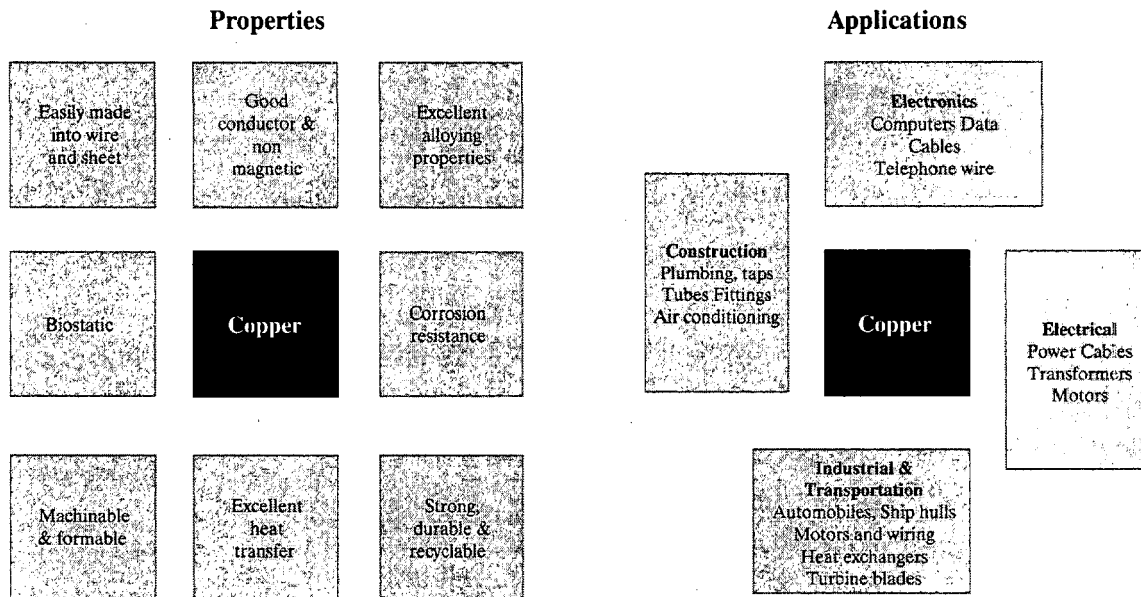 Properties
Easily made
into wire
and sheet
Good
conductor &
non
magnetic
Excellent
alloying
properties
Biostatic
Copper
Corrosion
resistance
Machinable
& formable
Excellent
heat
transfer
Strong,
durable &
recyclable
Applications
Electronics
Computers Data
Cables
Telephone wire
Construction
Plumbing, taps
Tubes Fittings
Air conditioning
Copper
Electrical
Power Cables
Transformers
Motors
Industrial &
Transportation
Automobiles, Ship hulls
Motors and wiring
Heat exchangers
Turbine blades